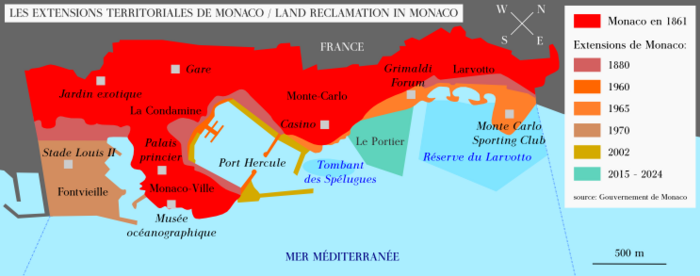 LES EXTENSIONS TERRITORIALES DE MONACO / LAND RECLAMATION IN MONACO
W
N
S
E
FRANCE
Gare
Jardin exotique
La Condamine
Monte-Carlo
Grimaldi
Forum
Larvotto
Casino
Palais
princier
Stade Louis II
Fontvieille
Monaco-Ville
Musée
océanographique
Port Hercule
Le Portier
Tombant
des Spélugues
Monte Carlo
Sporting Club
Réserve du Larvotto
MER MÉDITERRANÉE
Monaco en 1861
Extensions de Monaco:
1880
1960
1965
1970
2002
2015 - 2024
source: Gouvernement de Monaco
500 m